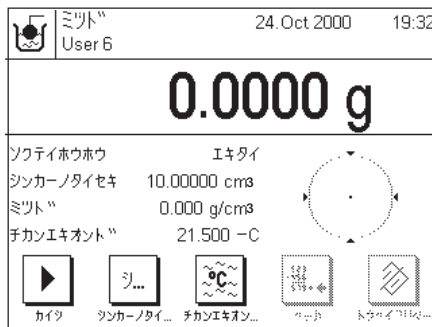 ミツド" 24.Oct 2000 19:32
User 6
0.0000 g
ソクテイホウホウ エキタイ
シンカーノタイセキ 10.00000 cm3
ミツド" 0.000 g/cm3
チカンエキオンド" 21.500 -C
シ... °C
カイシ シンカーノタイ... チカンエキオン...